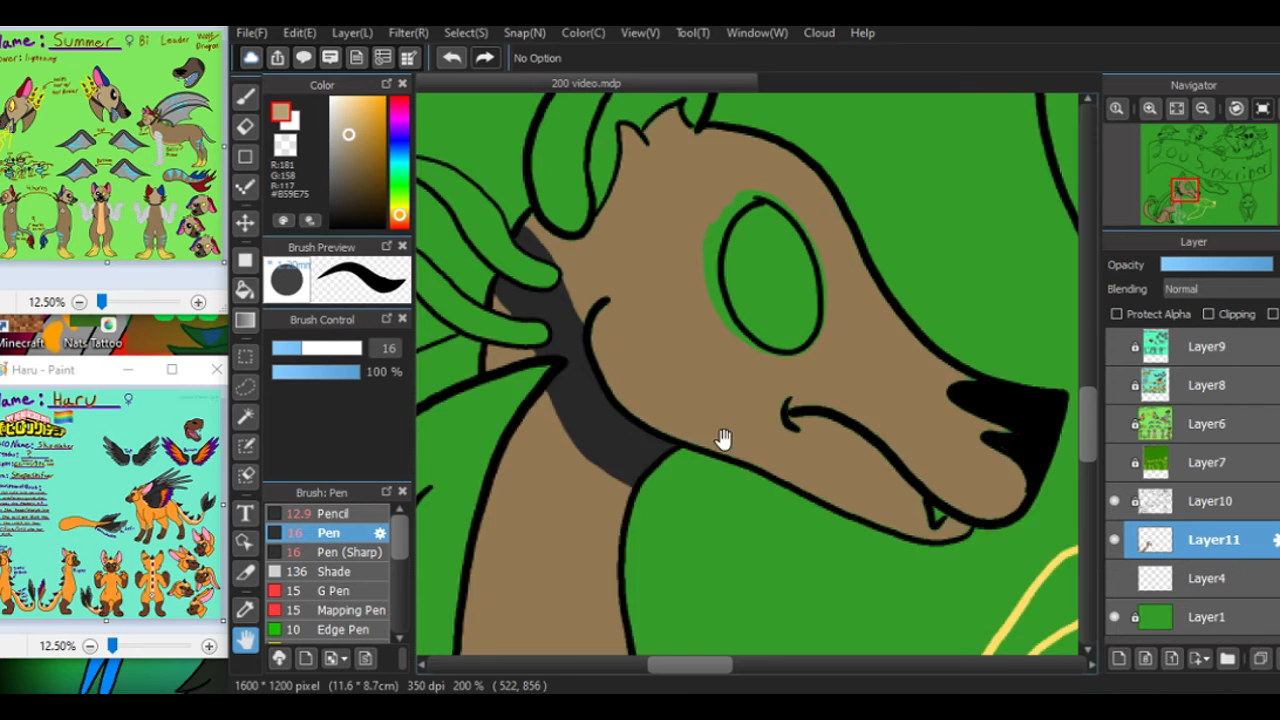 Name: Summer ♀ Bi Leader Wolf Dragon
Power: lightning
12.50%
Minecraft Nats Tattoo
Haru - Paint
Name: Haru ♀
12.50%
File(F) Edit(E) Layer(L) Filter(R) Select(S) Snap(N) Color(C) View(V) Tool(T) Window(W) Cloud Help
No Option
Color
R:181
G:158
B:117
#B59E75
Brush Preview
Brush Control
16
100 %
Brush: Pen
12.9 Pencil
16 Pen
16 Pen (Sharp)
136 Shade
15 G Pen
15 Mapping Pen
10 Edge Pen
200 video.mdp
1600 * 1200 pixel (11.6 * 8.7cm) 350 dpi 200 % ( 522, 856 )
Navigator
Layer
Opacity
Blending Normal
Protect Alpha Clipping
Layer9
Layer8
Layer6
Layer7
Layer10
Layer11
Layer4
Layer1